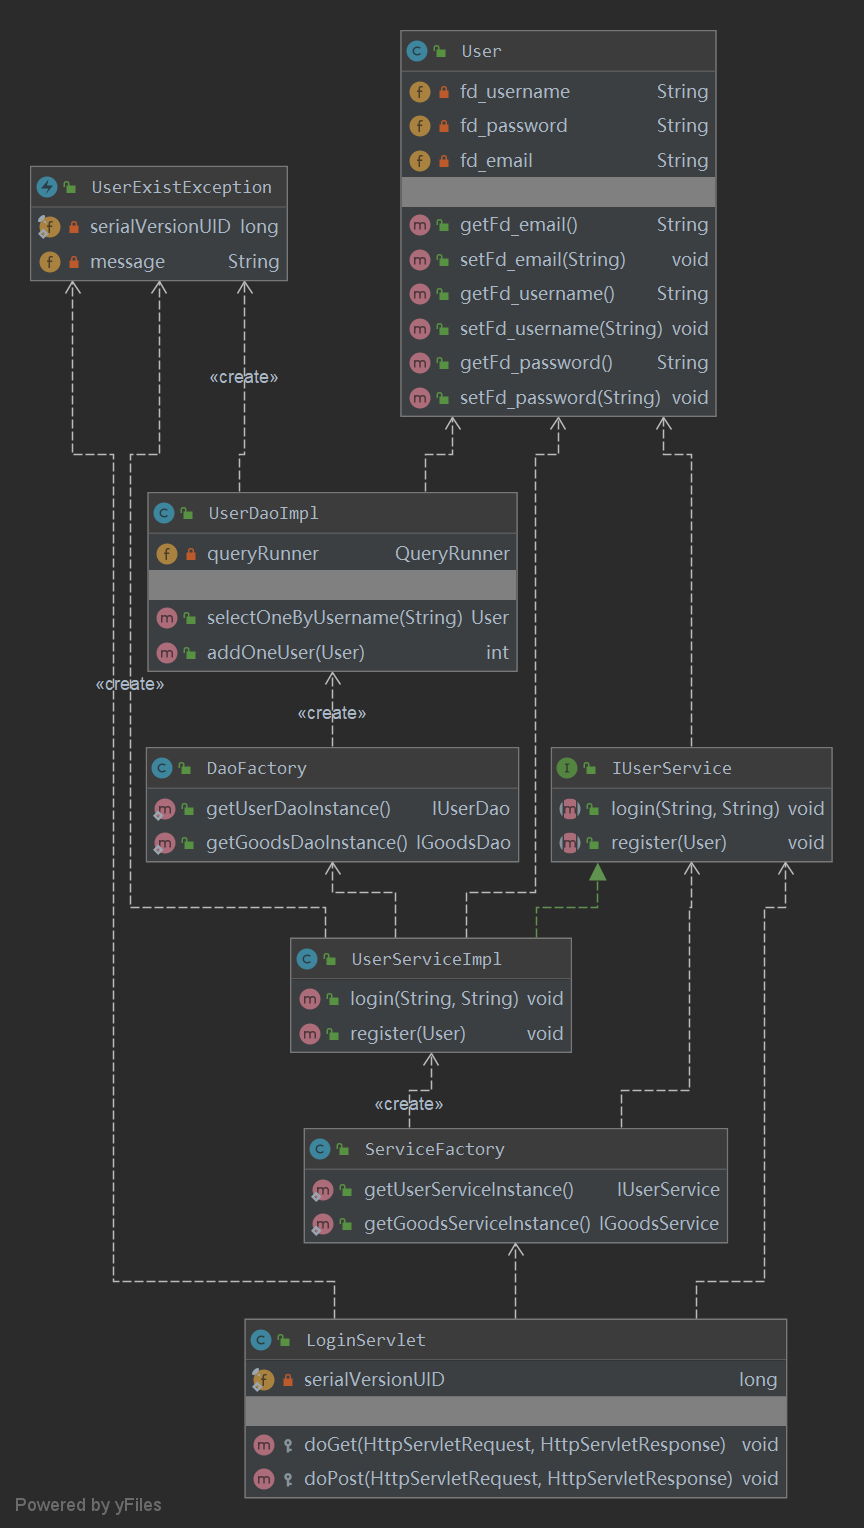 User
fd_username String
fd_password String
fd_email String
getFd_email() String
setFd_email(String) void
getFd_username() String
setFd_username(String) void
getFd_password() String
setFd_password(String) void
UserExistException
serialVersionUID long
message String
«create»
UserDaoImpl
queryRunner QueryRunner
selectOneByUsername(String) User
addOneUser(User) int
«create»
«create»
DaoFactory
getUserDaoInstance() IUserDao
getGoodsDaoInstance() IGoodsDao
IUserService
login(String, String) void
register(User) void
UserServiceImpl
login(String, String) void
register(User) void
«create»
ServiceFactory
getUserServiceInstance() IUserService
getGoodsServiceInstance() IGoodsService
LoginServlet
serialVersionUID long
doGet(HttpServletRequest, HttpServletResponse) void
doPost(HttpServletRequest, HttpServletResponse) void
Powered by yFiles